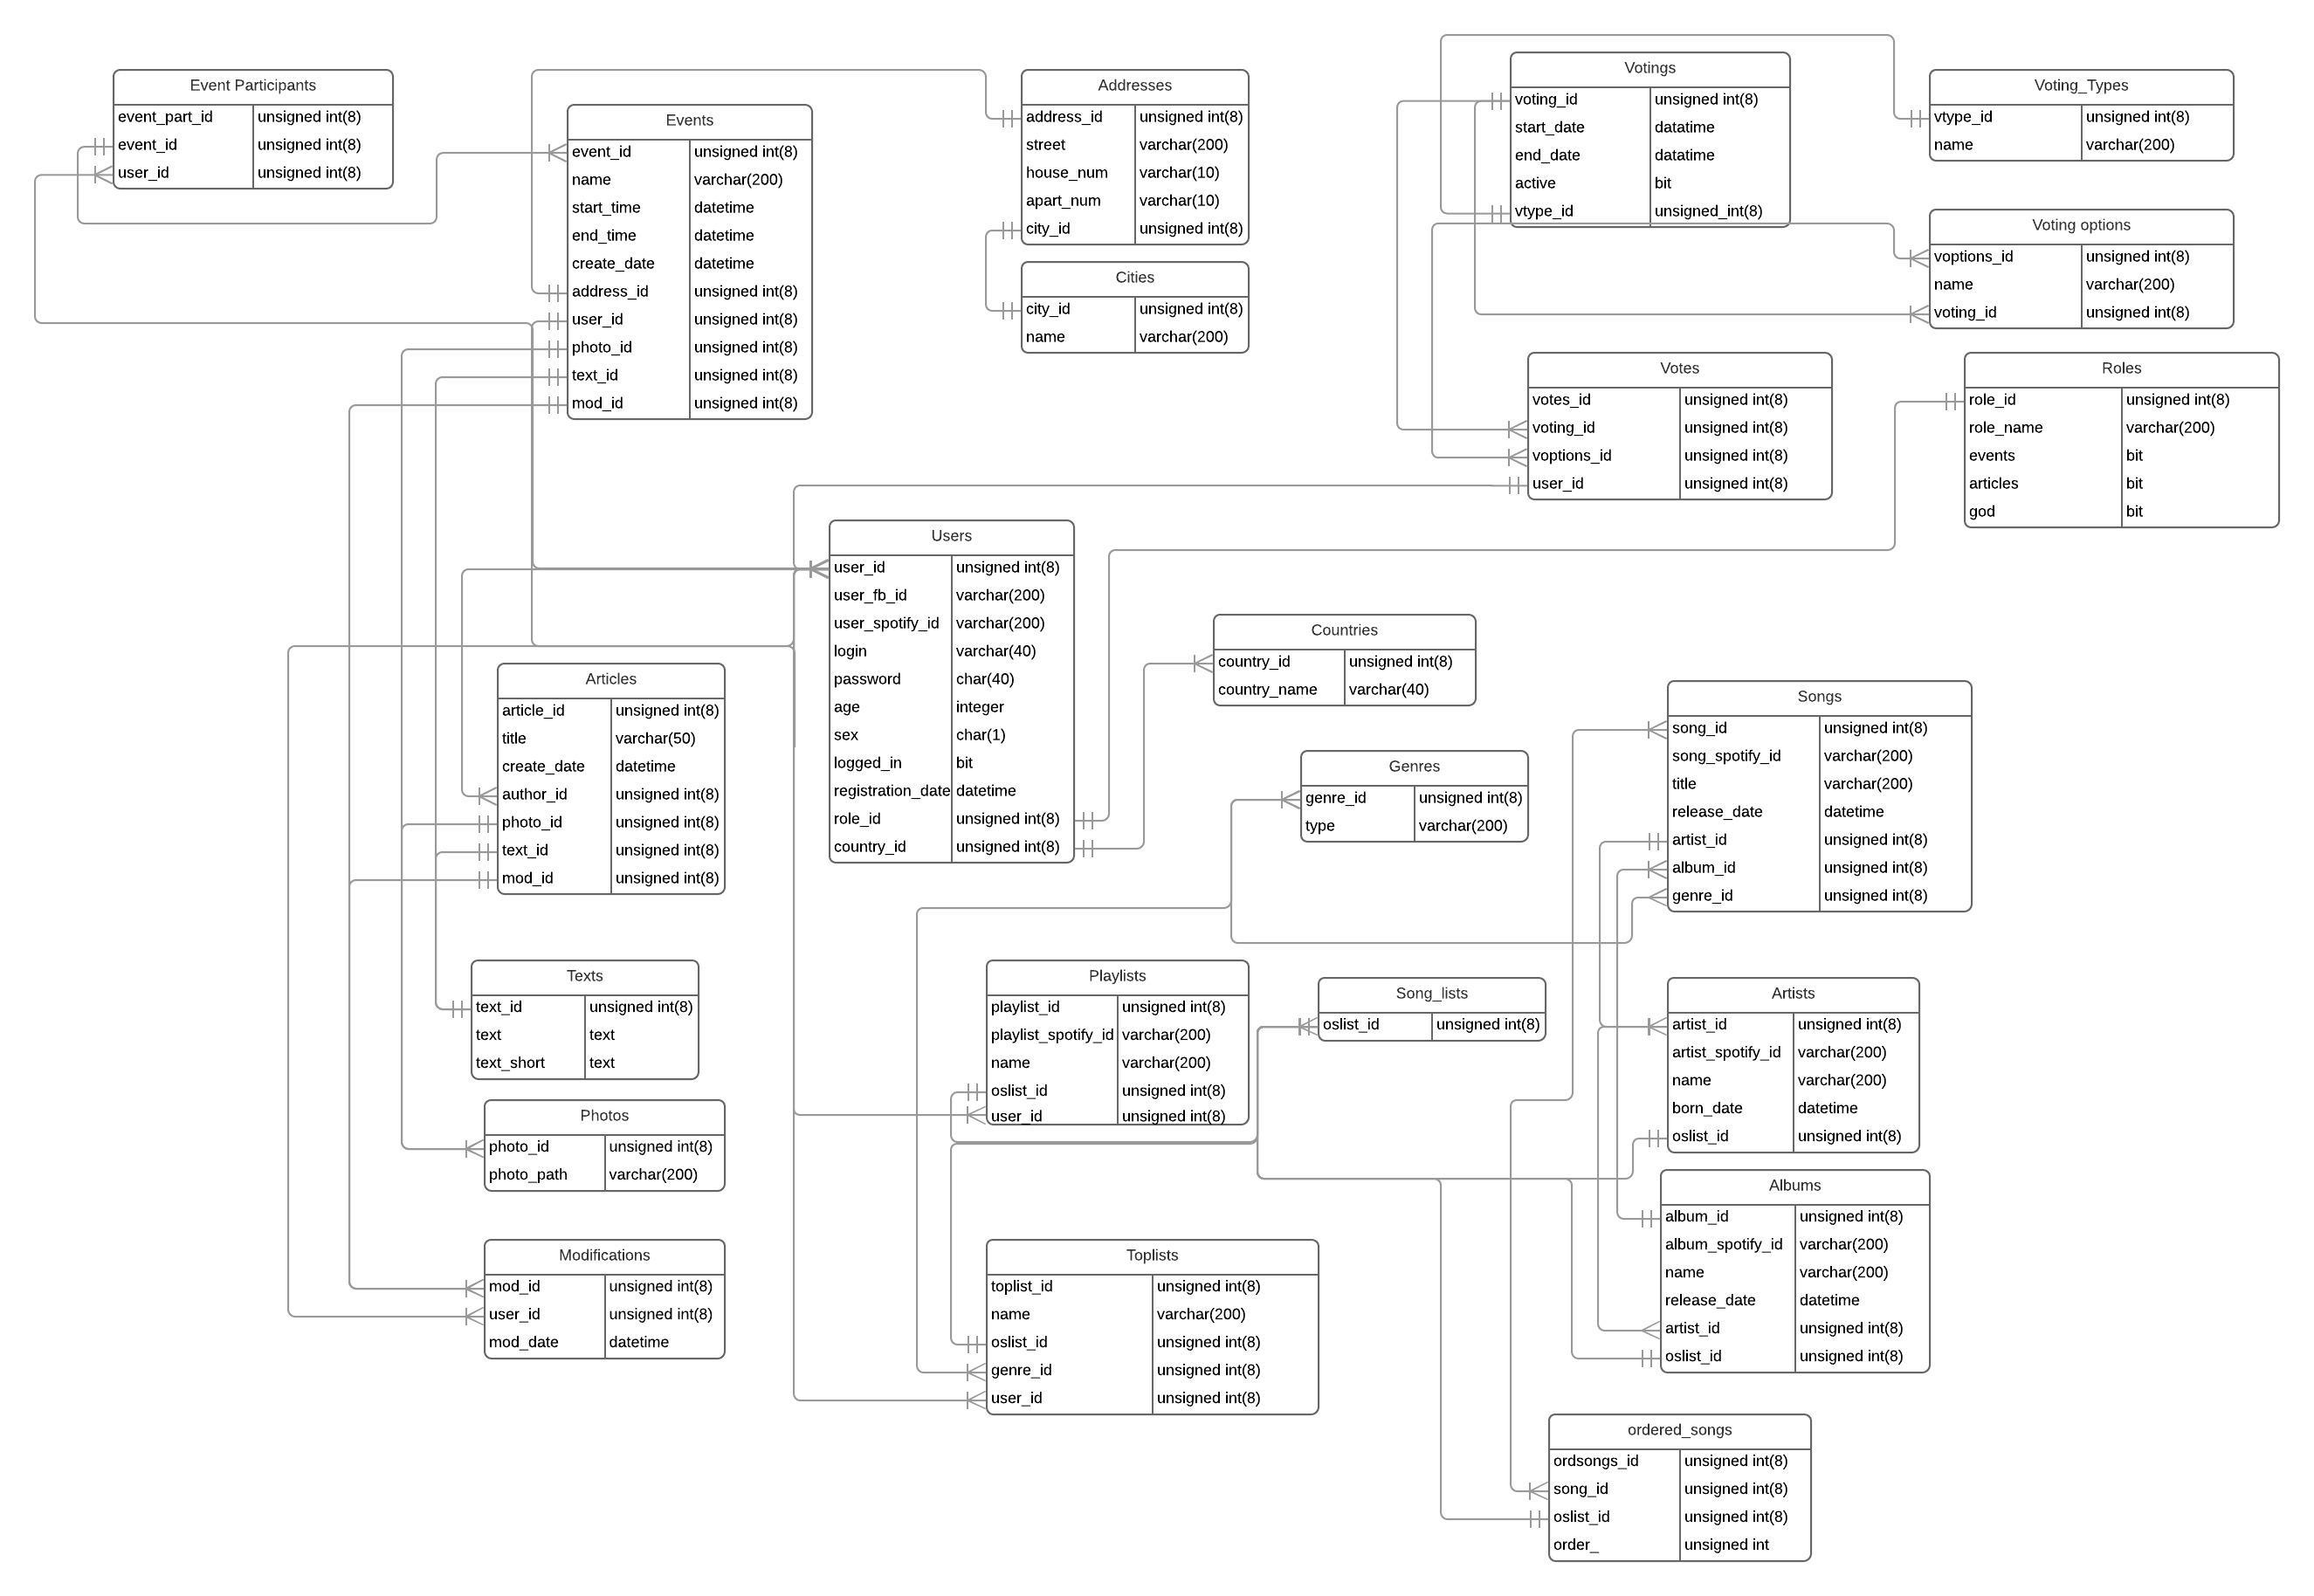 Event Participants
event_part_id unsigned int(8)
event_id unsigned int(8)
user_id unsigned int(8)
Events
event_id unsigned int(8)
name varchar(200)
start_time datetime
end_time datetime
create_date datetime
address_id unsigned int(8)
user_id unsigned int(8)
photo_id unsigned int(8)
text_id unsigned int(8)
mod_id unsigned int(8)
Addresses
address_id unsigned int(8)
street varchar(200)
house_num varchar(10)
apart_num varchar(10)
city_id unsigned int(8)
Cities
city_id unsigned int(8)
name varchar(200)
Votings
voting_id unsigned int(8)
start_date datatime
end_date datatime
active bit
vtype_id unsigned_int(8)
Voting_Types
vtype_id unsigned int(8)
name varchar(200)
Voting options
voptions_id unsigned int(8)
name varchar(200)
voting_id unsigned int(8)
Votes
votes_id unsigned int(8)
voting_id unsigned int(8)
voptions_id unsigned int(8)
user_id unsigned int(8)
Roles
role_id unsigned int(8)
role_name varchar(200)
events bit
articles bit
god bit
Users
user_id unsigned int(8)
user_fb_id varchar(200)
user_spotify_id varchar(200)
login varchar(40)
password char(40)
age integer
sex char(1)
logged_in bit
registration_date datetime
role_id unsigned int(8)
country_id unsigned int(8)
Countries
country_id unsigned int(8)
country_name varchar(40)
Genres
genre_id unsigned int(8)
type varchar(200)
Songs
song_id unsigned int(8)
song_spotify_id varchar(200)
title varchar(200)
release_date datetime
artist_id unsigned int(8)
album_id unsigned int(8)
genre_id unsigned int(8)
Articles
article_id unsigned int(8)
title varchar(50)
create_date datetime
author_id unsigned int(8)
photo_id unsigned int(8)
text_id unsigned int(8)
mod_id unsigned int(8)
Texts
text_id unsigned int(8)
text text
text_short text
Photos
photo_id unsigned int(8)
photo_path varchar(200)
Modifications
mod_id unsigned int(8)
user_id unsigned int(8)
mod_date datetime
Playlists
playlist_id unsigned int(8)
playlist_spotify_id varchar(200)
name varchar(200)
oslist_id unsigned int(8)
user_id unsigned int(8)
Song_lists
oslist_id unsigned int(8)
Artists
artist_id unsigned int(8)
artist_spotify_id varchar(200)
name varchar(200)
born_date datetime
oslist_id unsigned int(8)
Albums
album_id unsigned int(8)
album_spotify_id varchar(200)
name varchar(200)
release_date datetime
artist_id unsigned int(8)
oslist_id unsigned int(8)
Toplists
toplist_id unsigned int(8)
name varchar(200)
oslist_id unsigned int(8)
genre_id unsigned int(8)
user_id unsigned int(8)
ordered_songs
ordsongs_id unsigned int(8)
song_id unsigned int(8)
oslist_id unsigned int(8)
order_ unsigned int